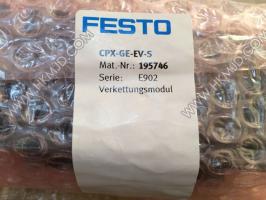 FESTO
CPX-GE-EV-S
Mat.-Nr.: 195746
Serie: E902
Verkettungsmodul